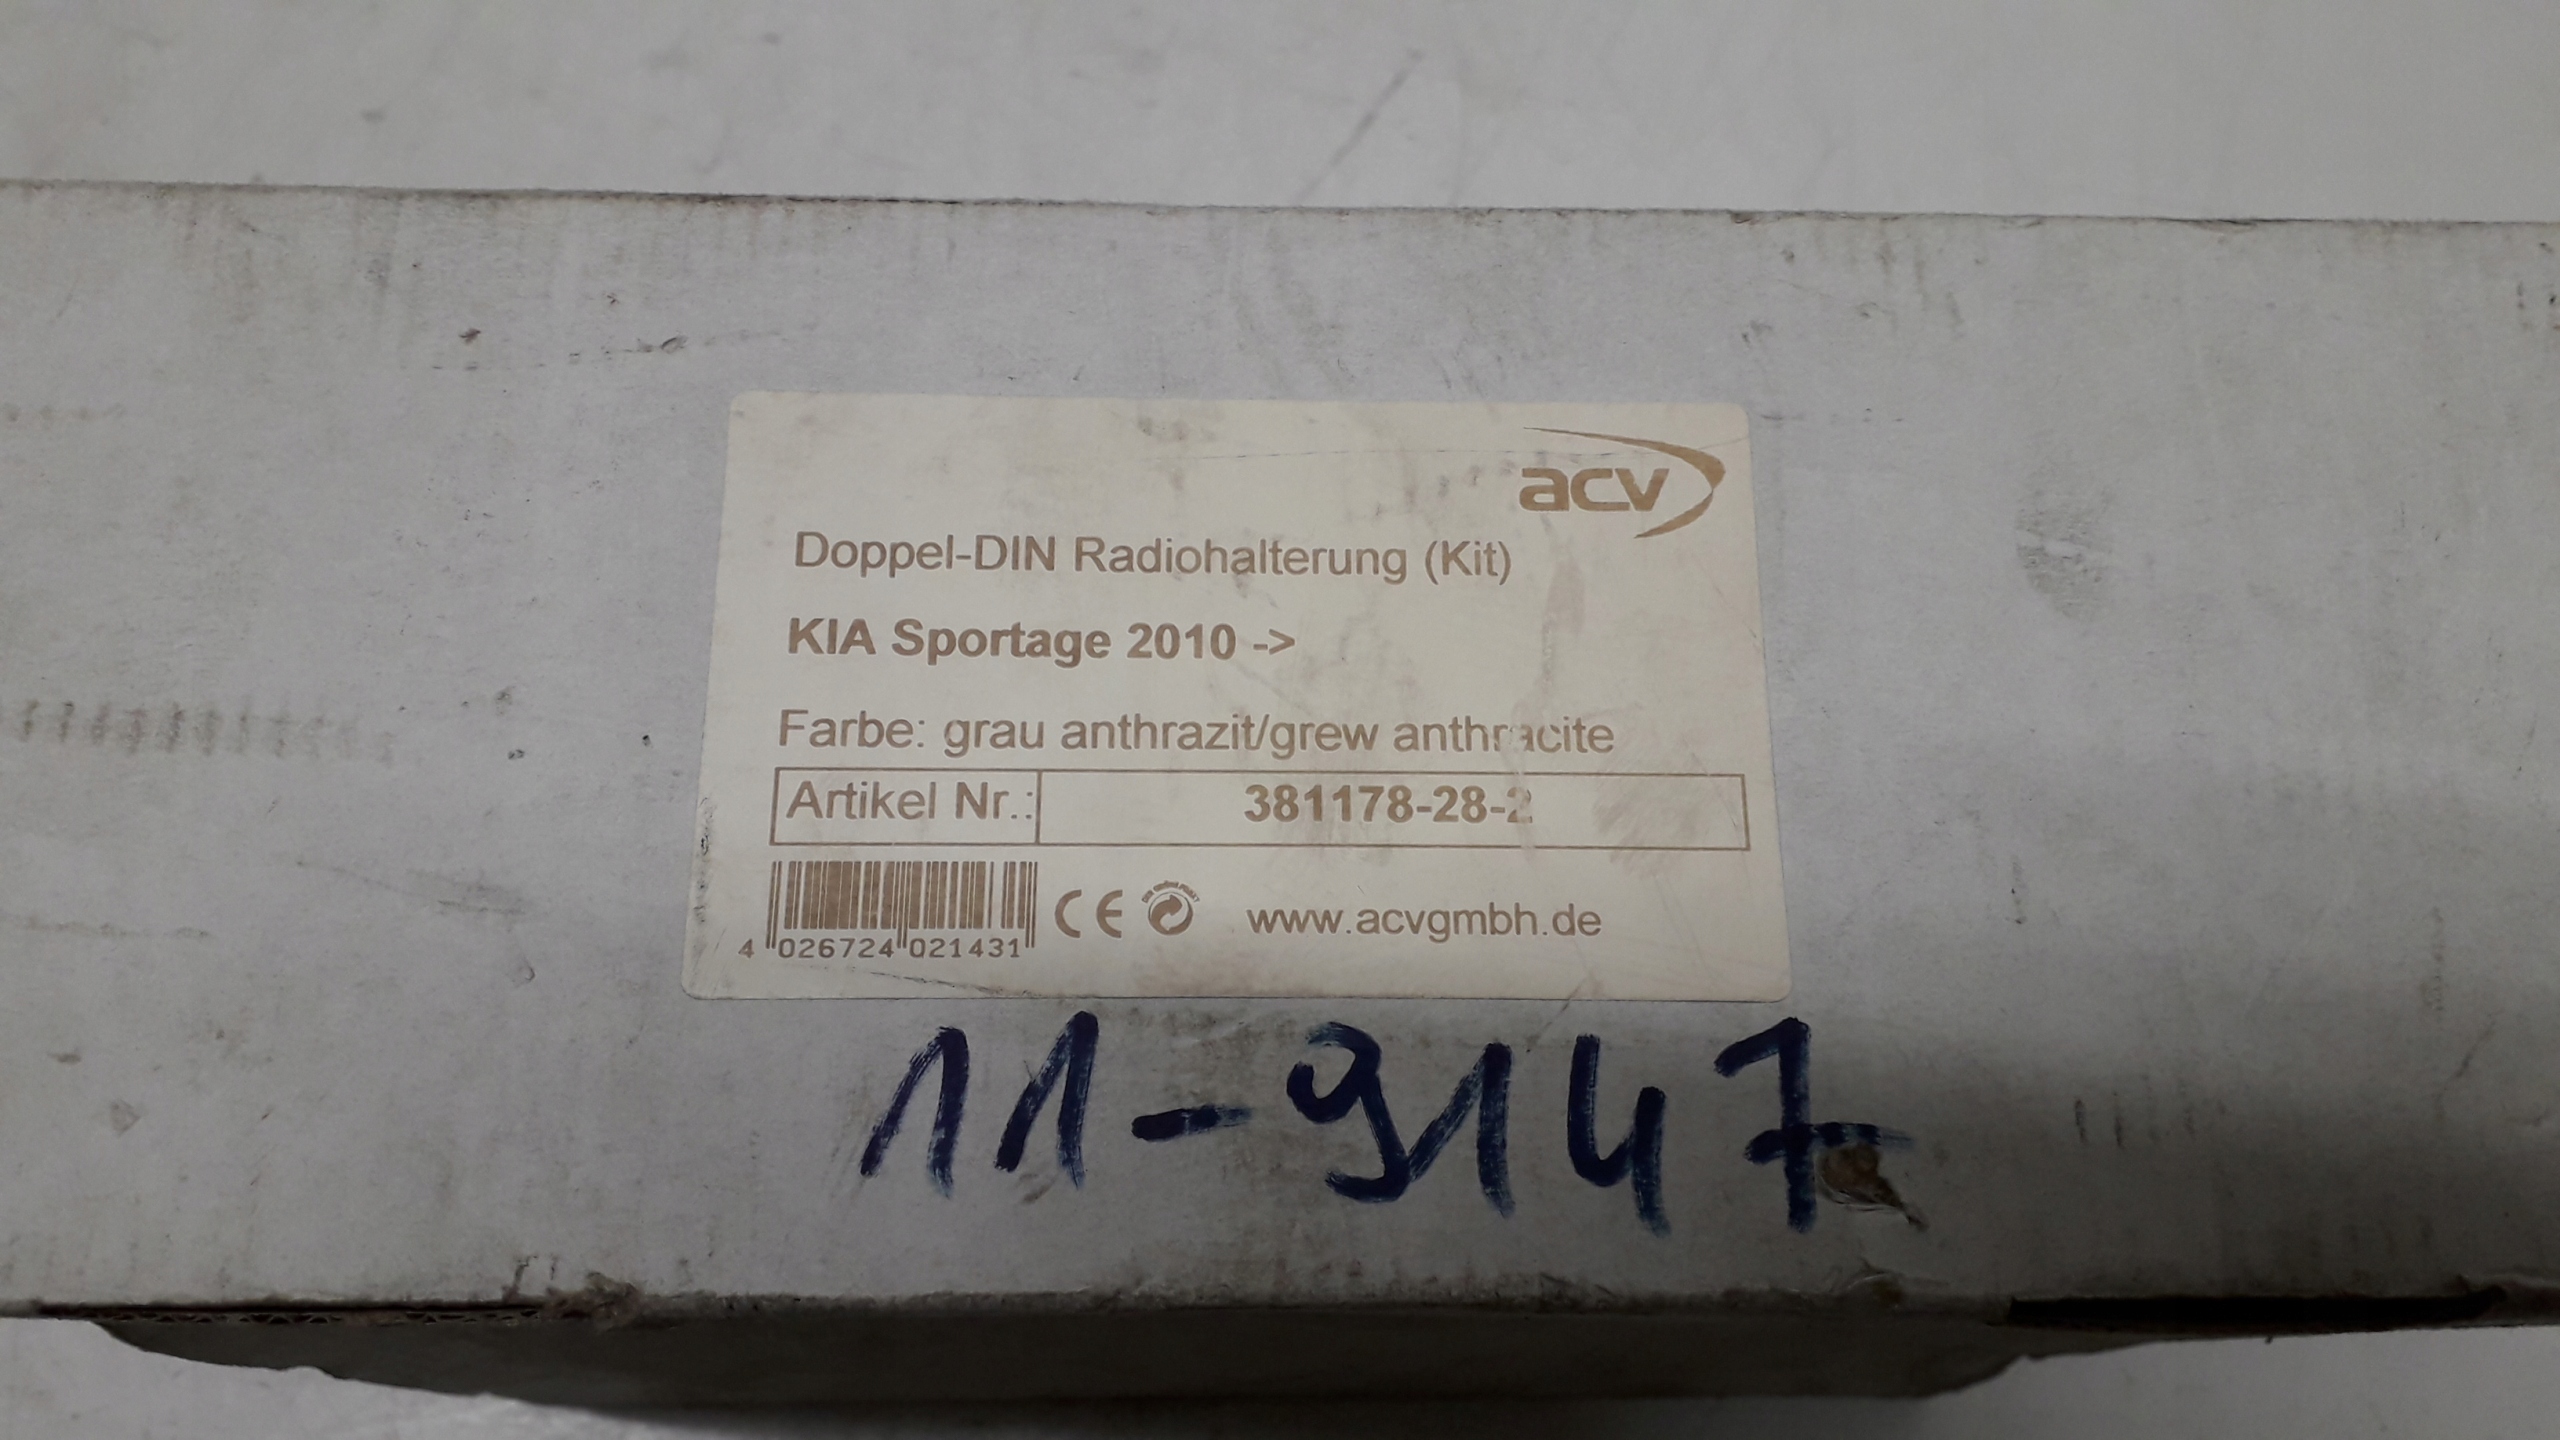 acv
Doppel-DIN Radiohalterung (Kit)
KIA Sportage 2010 ->
Farbe: grau anthrazit/grew anthracite
Artikel Nr.: 381178-28-2
4 026724 021431 CE www.acvgmbh.de
11-9147